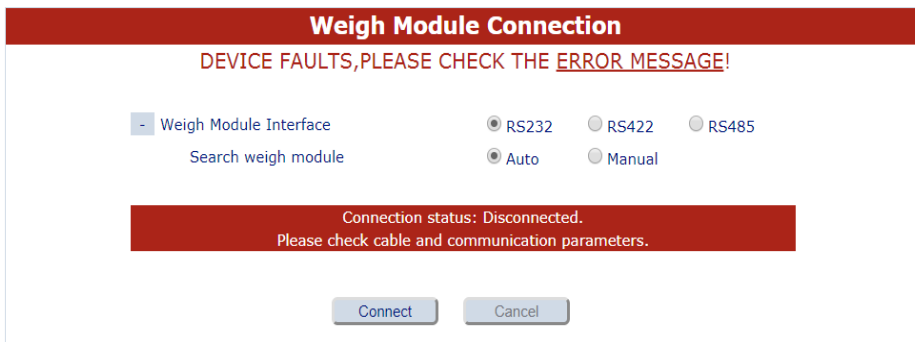 Weigh Module Connection
DEVICE FAULTS,PLEASE CHECK THE ERROR MESSAGE!
- Weigh Module Interface RS232 RS422 RS485
Search weigh module Auto Manual
Connection status: Disconnected.
Please check cable and communication parameters.
Connect Cancel